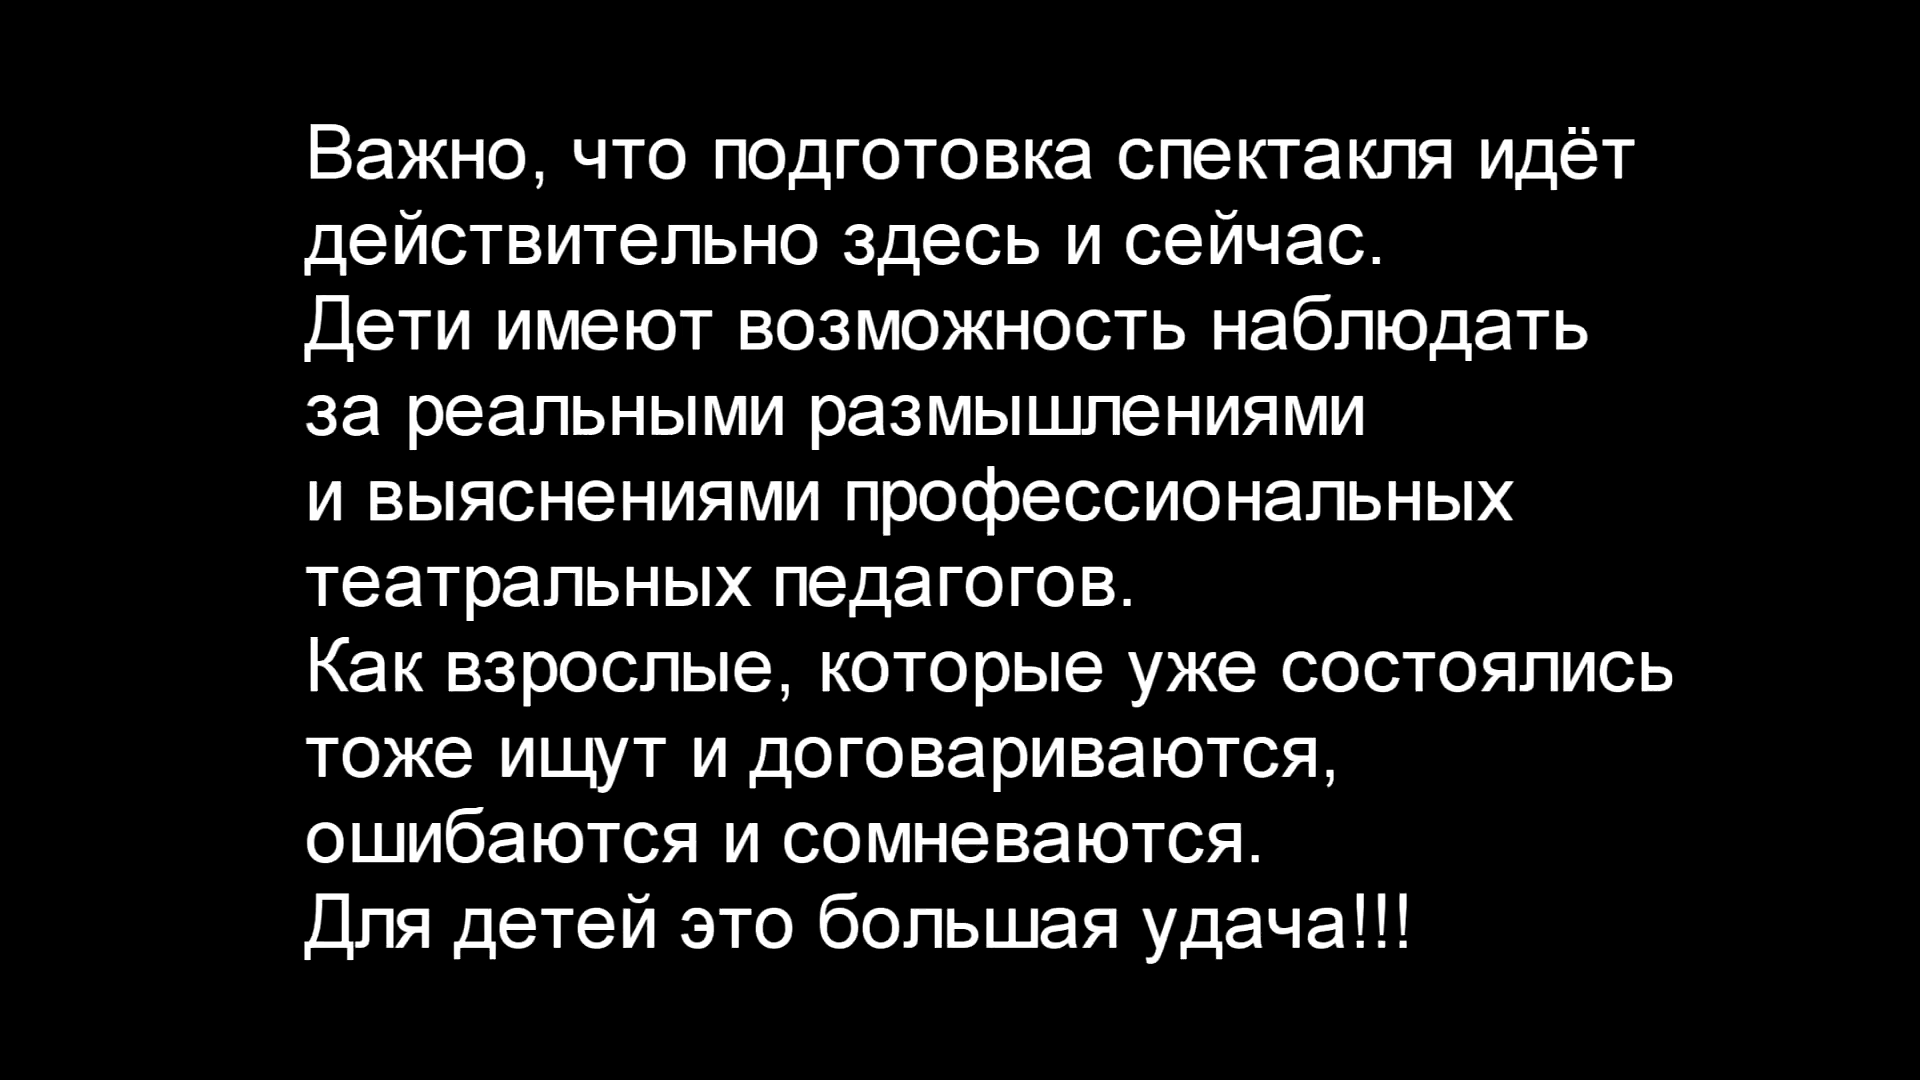 Важно, что подготовка спектакля идёт
действительно здесь и сейчас.
Дети имеют возможность наблюдать
за реальными размышлениями
и выяснениями профессиональных
театральных педагогов.
Как взрослые, которые уже состоялись
тоже ищут и договариваются,
ошибаются и сомневаются.
Для детей это большая удача!!!